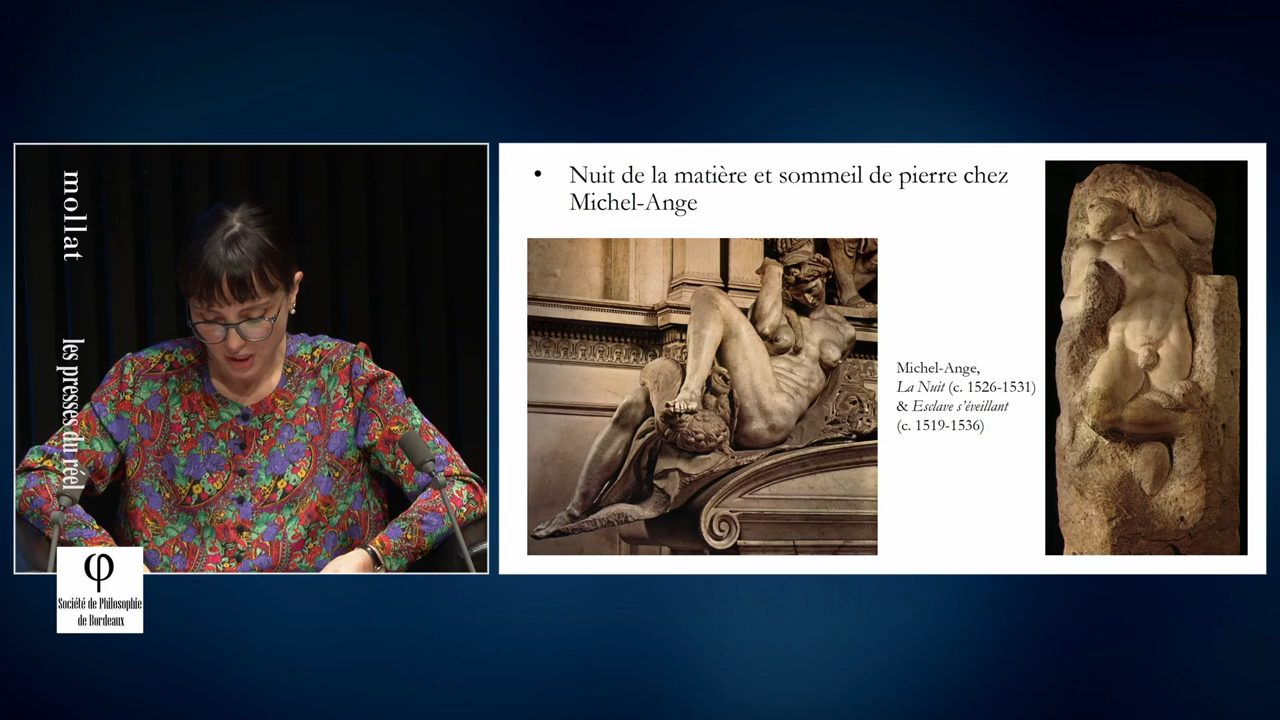 mollat
les presses du réel
φ
Société de Philosophie
de Bordeaux
• Nuit de la matière et sommeil de pierre chez
Michel-Ange
Michel-Ange,
La Nuit (c. 1526-1531)
& Esclave s'éveillant
(c. 1519-1536)